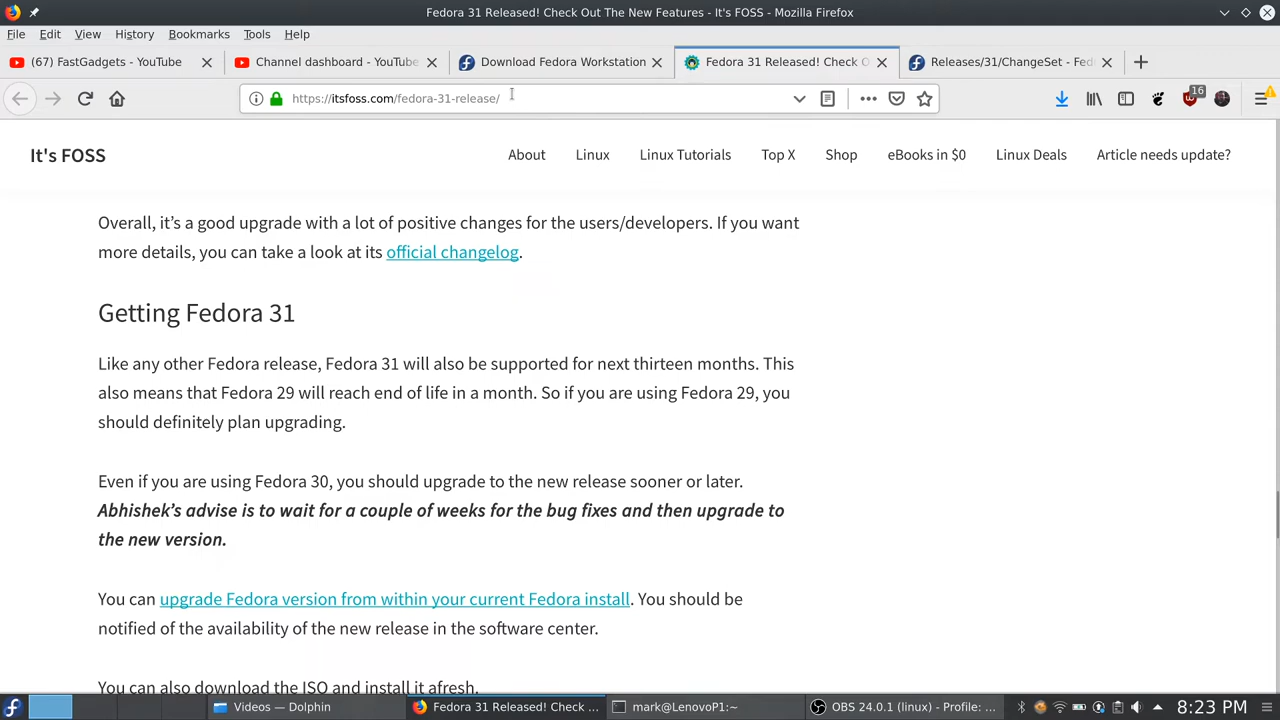 Fedora 31 Released! Check Out The New Features - It's FOSS - Mozilla Firefox
File Edit View History Bookmarks Tools Help
(67) FastGadgets - YouTube
Channel dashboard - YouTube
Download Fedora Workstation
Fedora 31 Released! Check O
Releases/31/ChangeSet - Fed
https://itsfoss.com/fedora-31-release/
16
It's FOSS
About Linux Linux Tutorials Top X Shop eBooks in $0 Linux Deals Article needs update?
Overall, it’s a good upgrade with a lot of positive changes for the users/developers. If you want
more details, you can take a look at its official changelog.
Getting Fedora 31
Like any other Fedora release, Fedora 31 will also be supported for next thirteen months. This
also means that Fedora 29 will reach end of life in a month. So if you are using Fedora 29, you
should definitely plan upgrading.
Even if you are using Fedora 30, you should upgrade to the new release sooner or later.
Abhishek’s advise is to wait for a couple of weeks for the bug fixes and then upgrade to
the new version.
You can upgrade Fedora version from within your current Fedora install. You should be
notified of the availability of the new release in the software center.
You can also download the ISO and install it afresh.
Videos — Dolphin
Fedora 31 Released! Check ...
mark@LenovoP1:~
OBS 24.0.1 (linux) - Profile: ...
8:23 PM